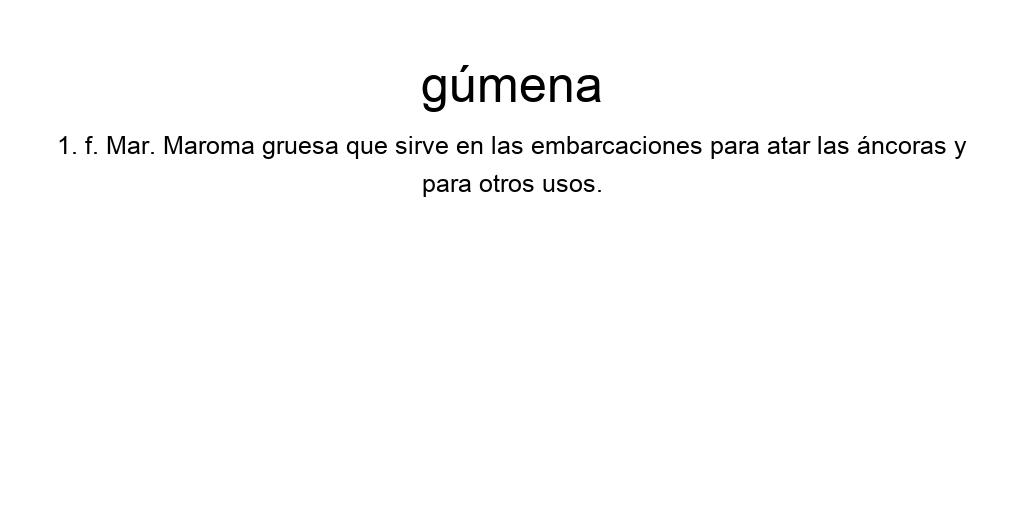 gúmena
1. f. Mar. Maroma gruesa que sirve en las embarcaciones para atar las áncoras y
para otros usos.